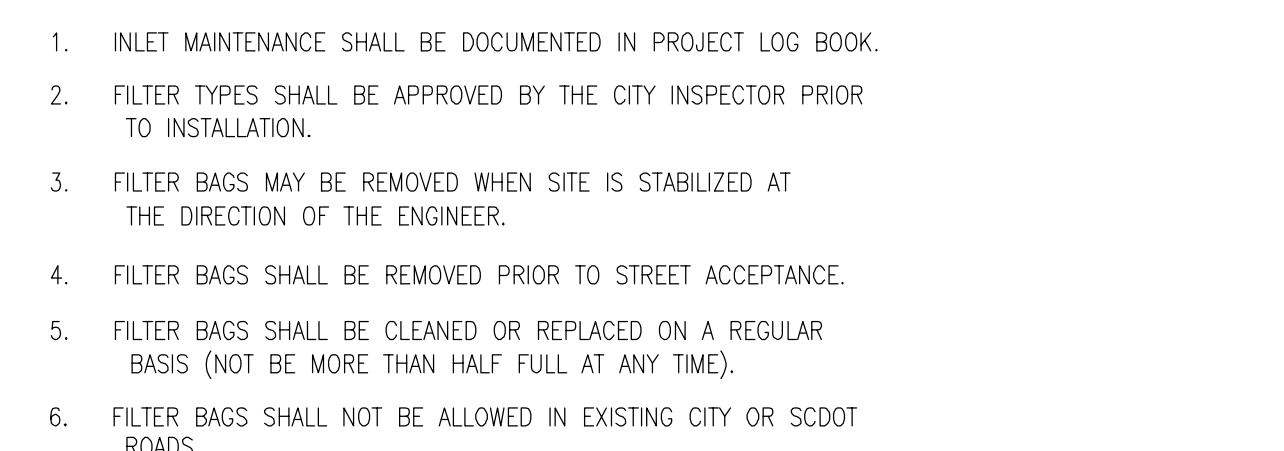 1. INLET MAINTENANCE SHALL BE DOCUMENTED IN PROJECT LOG BOOK.
2. FILTER TYPES SHALL BE APPROVED BY THE CITY INSPECTOR PRIOR
TO INSTALLATION.
3. FILTER BAGS MAY BE REMOVED WHEN SITE IS STABILIZED AT
THE DIRECTION OF THE ENGINEER.
4. FILTER BAGS SHALL BE REMOVED PRIOR TO STREET ACCEPTANCE.
5. FILTER BAGS SHALL BE CLEANED OR REPLACED ON A REGULAR
BASIS (NOT BE MORE THAN HALF FULL AT ANY TIME).
6. FILTER BAGS SHALL NOT BE ALLOWED IN EXISTING CITY OR SCDOT
ROADS